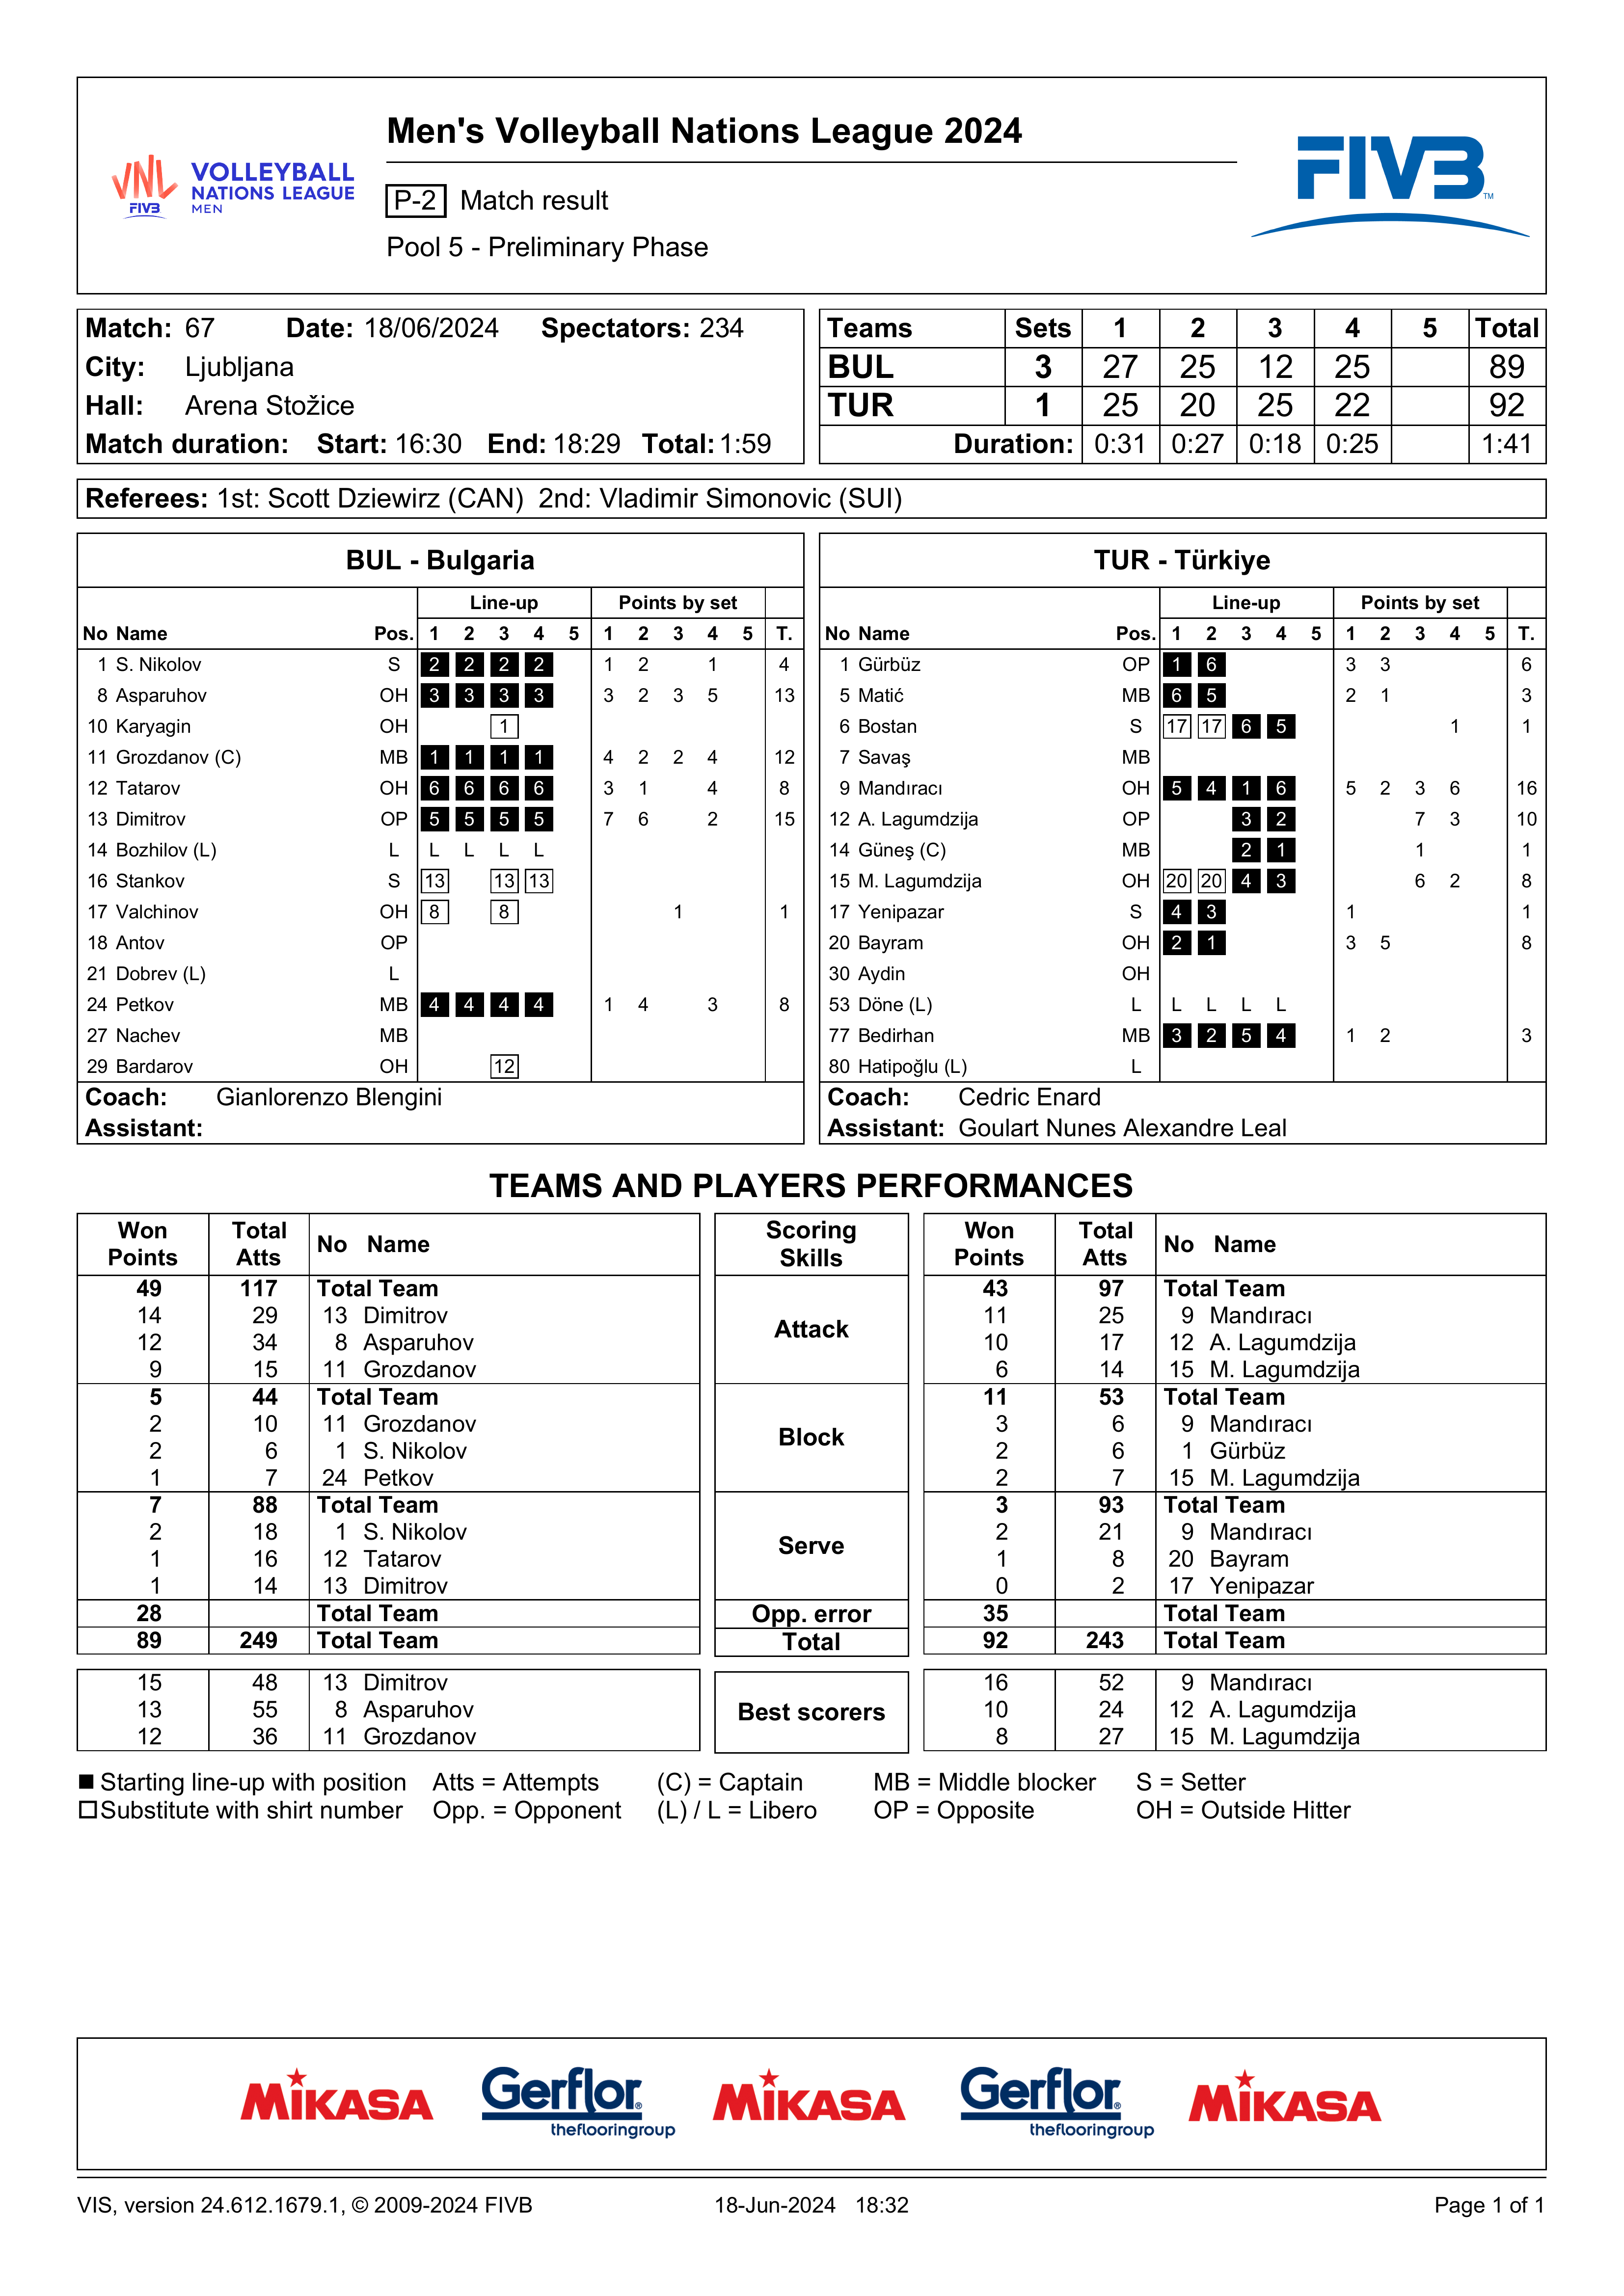 Men's Volleyball Nations League 2024
VNL FIVB VOLLEYBALL NATIONS LEAGUE MEN
P-2 Match result
Pool 5 - Preliminary Phase
FIVB TM
Match: 67 Date: 18/06/2024 Spectators: 234
City: Ljubljana
Hall: Arena Stožice
Match duration: Start: 16:30 End: 18:29 Total: 1:59
Teams Sets 1 2 3 4 5 Total
BUL 3 27 25 12 25 89
TUR 1 25 20 25 22 92
Duration: 0:31 0:27 0:18 0:25 1:41
Referees: 1st: Scott Dziewirz (CAN) 2nd: Vladimir Simonovic (SUI)
BUL - Bulgaria
Line-up Points by set
No Name Pos. 1 2 3 4 5 1 2 3 4 5 T.
1 S. Nikolov S 2 2 2 2 1 2 1 4
8 Asparuhov OH 3 3 3 3 3 2 3 5 13
10 Karyagin OH 1
11 Grozdanov (C) MB 1 1 1 1 4 2 2 4 12
12 Tatarov OH 6 6 6 6 3 1 4 8
13 Dimitrov OP 5 5 5 5 7 6 2 15
14 Bozhilov (L) L L L L L
16 Stankov S 13 13 13
17 Valchinov OH 8 8 1 1
18 Antov OP
21 Dobrev (L) L
24 Petkov MB 4 4 4 4 1 4 3 8
27 Nachev MB
29 Bardarov OH 12
Coach: Gianlorenzo Blengini
Assistant:
TUR - Türkiye
Line-up Points by set
No Name Pos. 1 2 3 4 5 1 2 3 4 5 T.
1 Gürbüz OP 1 6 3 3 6
5 Matić MB 6 5 2 1 3
6 Bostan S 17 17 6 5 1 1
7 Savaş MB
9 Mandıracı OH 5 4 1 6 5 2 3 6 16
12 A. Lagumdzija OP 3 2 7 3 10
14 Güneş (C) MB 2 1 1 1
15 M. Lagumdzija OH 20 20 4 3 6 2 8
17 Yenipazar S 4 3 1 1
20 Bayram OH 2 1 3 5 8
30 Aydin OH
53 Döne (L) L L L L L
77 Bedirhan MB 3 2 5 4 1 2 3
80 Hatipoğlu (L) L
Coach: Cedric Enard
Assistant: Goulart Nunes Alexandre Leal
TEAMS AND PLAYERS PERFORMANCES
Won Points Total Atts No Name Scoring Skills Won Points Total Atts No Name
49 117 Total Team Attack 43 97 Total Team
14 29 13 Dimitrov 11 25 9 Mandıracı
12 34 8 Asparuhov 10 17 12 A. Lagumdzija
9 15 11 Grozdanov 6 14 15 M. Lagumdzija
5 44 Total Team Block 11 53 Total Team
2 10 11 Grozdanov 3 6 9 Mandıracı
2 6 1 S. Nikolov 2 6 1 Gürbüz
1 7 24 Petkov 2 7 15 M. Lagumdzija
7 88 Total Team Serve 3 93 Total Team
2 18 1 S. Nikolov 2 21 9 Mandıracı
1 16 12 Tatarov 1 8 20 Bayram
1 14 13 Dimitrov 0 2 17 Yenipazar
28 Total Team Opp. error 35 Total Team
89 249 Total Team Total 92 243 Total Team
15 48 13 Dimitrov Best scorers 16 52 9 Mandıracı
13 55 8 Asparuhov 10 24 12 A. Lagumdzija
12 36 11 Grozdanov 8 27 15 M. Lagumdzija
Starting line-up with position Atts = Attempts (C) = Captain MB = Middle blocker S = Setter
Substitute with shirt number Opp. = Opponent (L) / L = Libero OP = Opposite OH = Outside Hitter
MIKASA Gerflor® theflooringgroup MIKASA Gerflor® theflooringgroup MIKASA
VIS, version 24.612.1679.1, © 2009-2024 FIVB 18-Jun-2024 18:32 Page 1 of 1